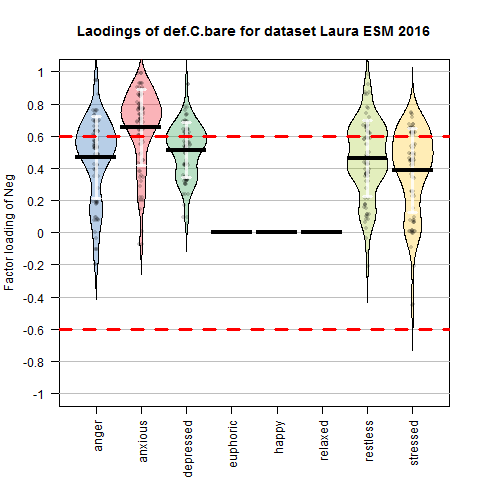 Laodings of def.C.bare for dataset Laura ESM 2016
Factor loading of Neg
1
0.8
0.6
0.4
0.2
0
-0.2
-0.4
-0.6
-0.8
-1
anger
anxious
depressed
euphoric
happy
relaxed
restless
stressed